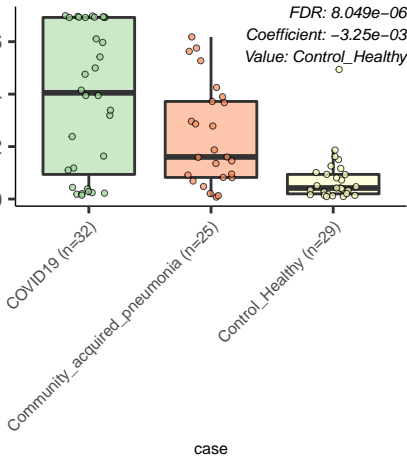 FDR: 8.049e−06
Coefficient: −3.25e−03
Value: Control_Healthy
COVID19 (n=32)
Community_acquired_pneumonia (n=25)
Control_Healthy (n=29)
case